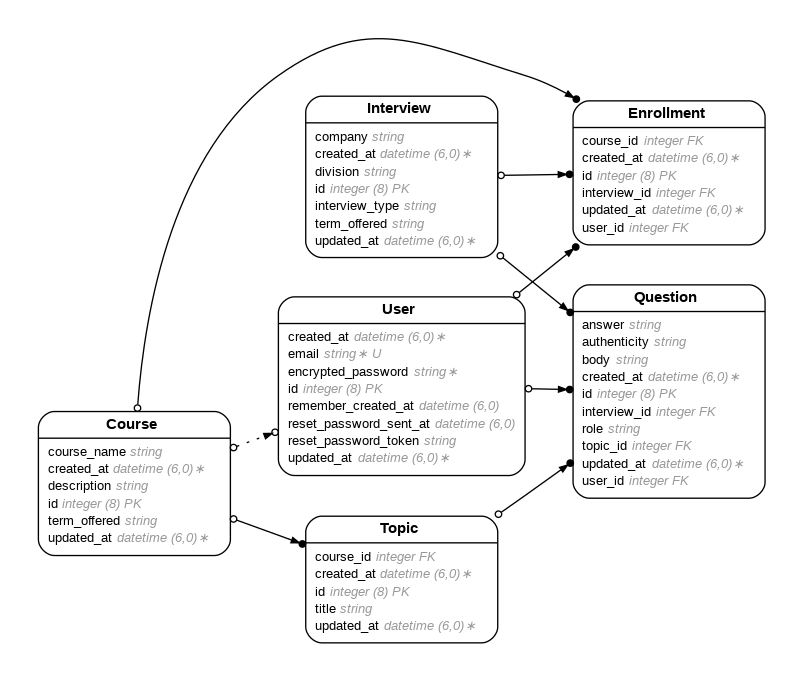 Interview
company string
created_at datetime (6,0)∗
division string
id integer (8) PK
interview_type string
term_offered string
updated_at datetime (6,0)∗
Enrollment
course_id integer FK
created_at datetime (6,0)∗
id integer (8) PK
interview_id integer FK
updated_at datetime (6,0)∗
user_id integer FK
User
created_at datetime (6,0)∗
email string∗ U
encrypted_password string∗
id integer (8) PK
remember_created_at datetime (6,0)
reset_password_sent_at datetime (6,0)
reset_password_token string
updated_at datetime (6,0)∗
Question
answer string
authenticity string
body string
created_at datetime (6,0)∗
id integer (8) PK
interview_id integer FK
role string
topic_id integer FK
updated_at datetime (6,0)∗
user_id integer FK
Course
course_name string
created_at datetime (6,0)∗
description string
id integer (8) PK
term_offered string
updated_at datetime (6,0)∗
Topic
course_id integer FK
created_at datetime (6,0)∗
id integer (8) PK
title string
updated_at datetime (6,0)∗